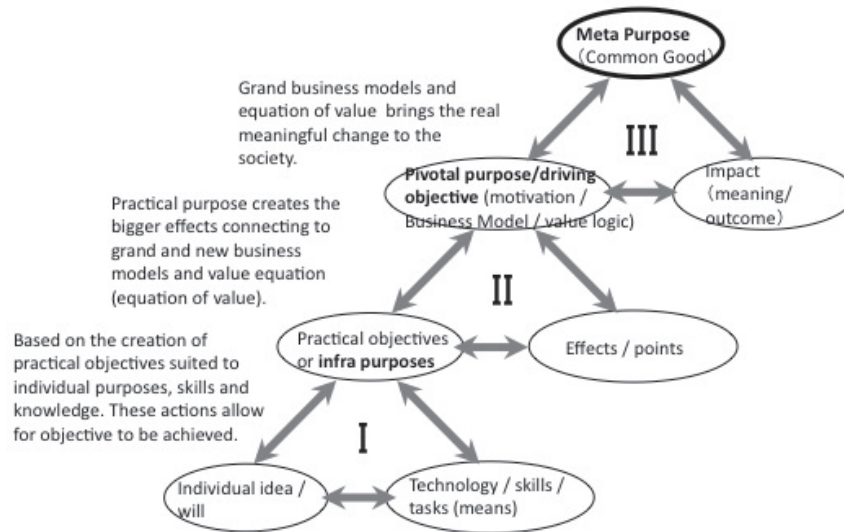 Meta Purpose
（Common Good）
Grand business models and
equation of value brings the real
meaningful change to the
society.
III
Pivotal purpose/driving
objective (motivation /
Business Model / value logic)
Impact
（meaning/
outcome）
Practical purpose creates the
bigger effects connecting to
grand and new business
models and value equation
(equation of value).
II
Practical objectives
or infra purposes
Effects / points
Based on the creation of
practical objectives suited to
individual purposes, skills and
knowledge. These actions allow
for objective to be achieved.
I
Individual idea /
will
Technology / skills /
tasks (means)